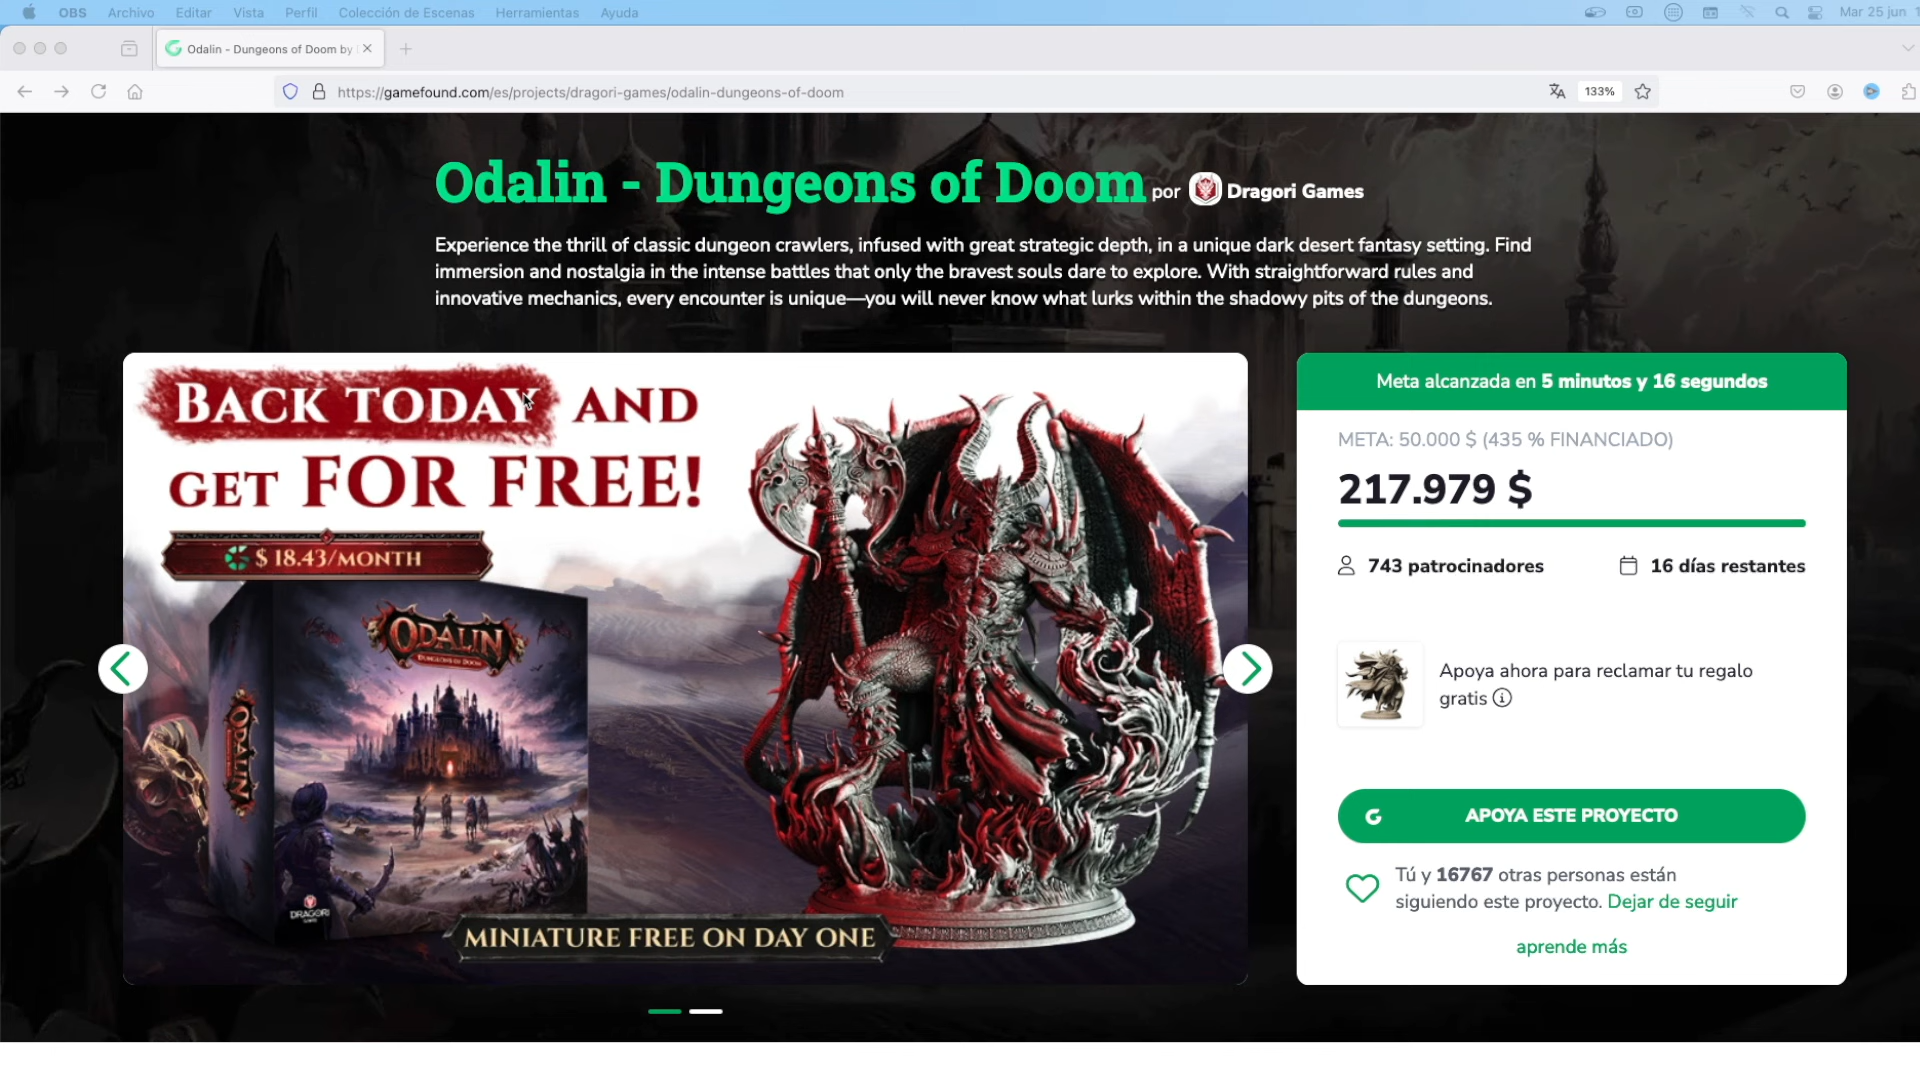 OBS Archivo Editar Vista Perfil Colección de Escenas Herramientas Ayuda
Mar 25 jun
Odalin - Dungeons of Doom by
https://gamefound.com/es/projects/dragori-games/odalin-dungeons-of-doom
133%
Odalin - Dungeons of Doom por Dragori Games
Experience the thrill of classic dungeon crawlers, infused with great strategic depth, in a unique dark desert fantasy setting. Find
immersion and nostalgia in the intense battles that only the bravest souls dare to explore. With straightforward rules and
innovative mechanics, every encounter is unique—you will never know what lurks within the shadowy pits of the dungeons.
BACK TODAY AND
GET FOR FREE!
$ 18.43/MONTH
ODALIN
DUNGEONS OF DOOM
ODALIN
DRAGORI
GAMES
MINIATURE FREE ON DAY ONE
Meta alcanzada en 5 minutos y 16 segundos
META: 50.000 $ (435 % FINANCIADO)
217.979 $
743 patrocinadores
16 días restantes
Apoya ahora para reclamar tu regalo
gratis
APOYA ESTE PROYECTO
Tú y 16767 otras personas están
siguiendo este proyecto. Dejar de seguir
aprende más